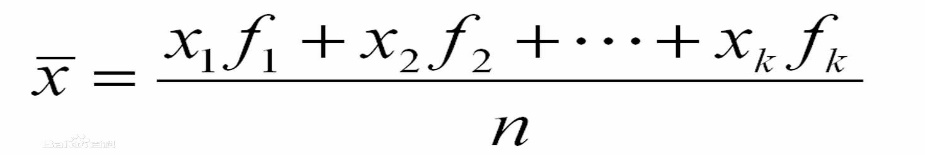 x̄ = (x₁f₁ + x₂f₂ + ⋯ + xₖfₖ) / n